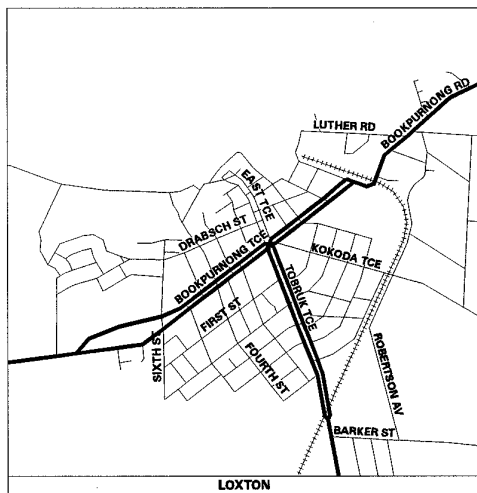 BOOKPURNONG RD
LUTHER RD
EAST TCE
DRABSCH ST
BOOKPURNONG TCE
KOKODA TCE
TOBRUK TCE
FIRST ST
SIXTH ST
FOURTH ST
ROBERTSON AV
BARKER ST
LOXTON